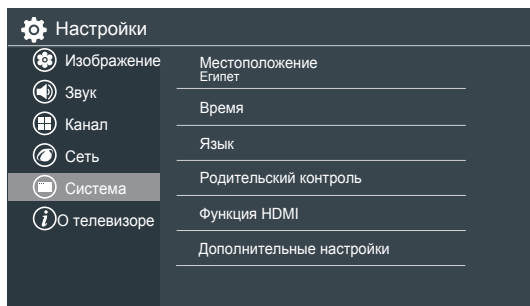 Настройки
Изображение
Звук
Канал
Сеть
Система
О телевизоре
Местоположение
Египет
Время
Язык
Родительский контроль
Функция HDMI
Дополнительные настройки